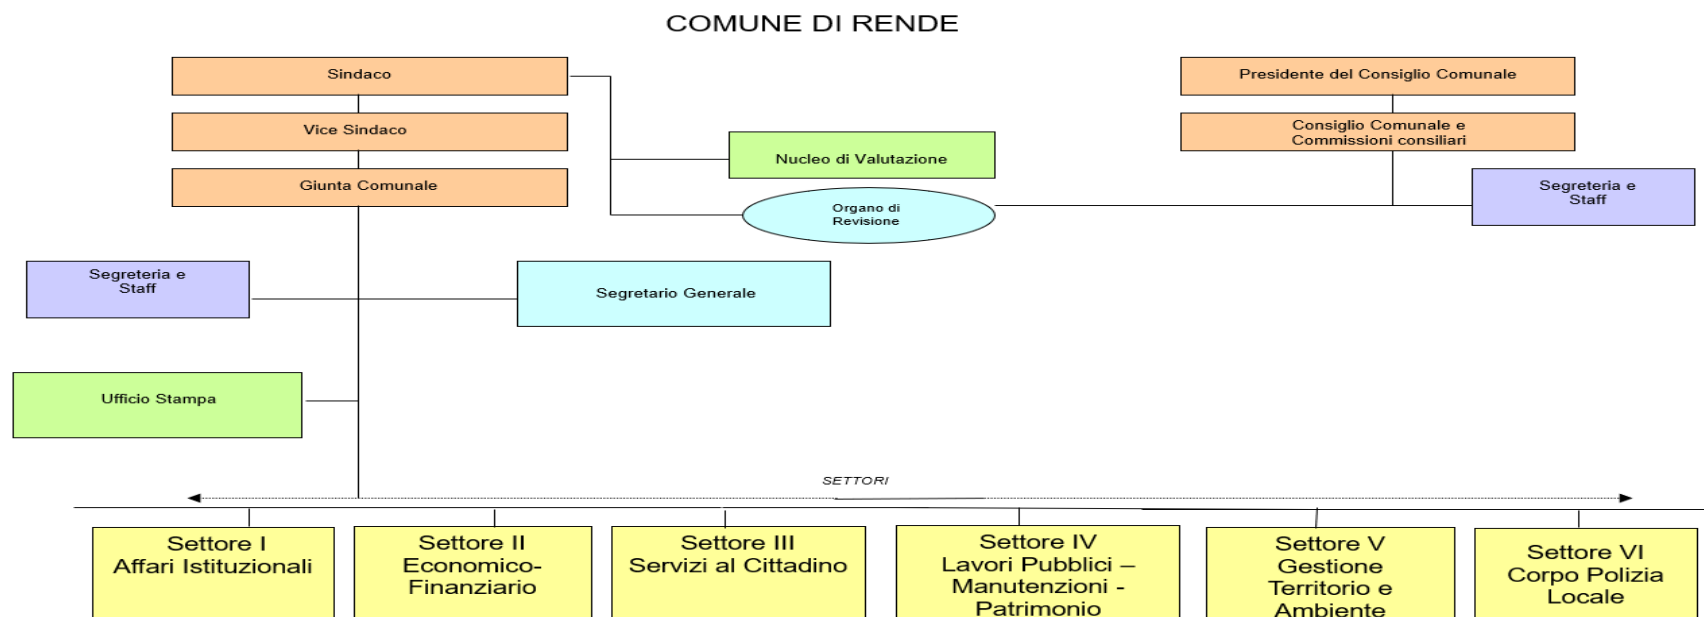 COMUNE DI RENDE
Sindaco
Presidente del Consiglio Comunale
Vice Sindaco
Consiglio Comunale e
Commissioni consiliari
Nucleo di Valutazione
Giunta Comunale
Segreteria e
Staff
Organo di
Revisione
Segreteria e
Staff
Segretario Generale
Ufficio Stampa
SETTORI
Settore I
Affari Istituzionali
Settore II
Economico-
Finanziario
Settore III
Servizi al Cittadino
Settore IV
Lavori Pubblici –
Manutenzioni -
Patrimonio
Settore V
Gestione
Territorio e
Ambiente
Settore VI
Corpo Polizia
Locale